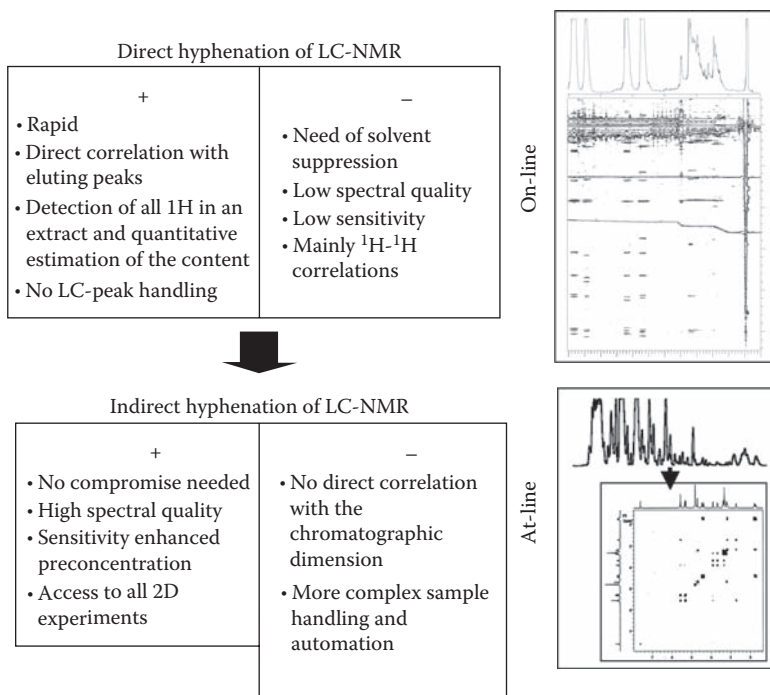 Direct hyphenation of LC-NMR
+
• Rapid
• Direct correlation with
eluting peaks
• Detection of all 1H in an
extract and quantitative
estimation of the content
• No LC-peak handling
–
• Need of solvent
suppression
• Low spectral quality
• Low sensitivity
• Mainly ¹H-¹H
correlations
On-line
Indirect hyphenation of LC-NMR
+
• No compromise needed
• High spectral quality
• Sensitivity enhanced
preconcentration
• Access to all 2D
experiments
–
• No direct correlation
with the
chromatographic
dimension
• More complex sample
handling and
automation
At-line